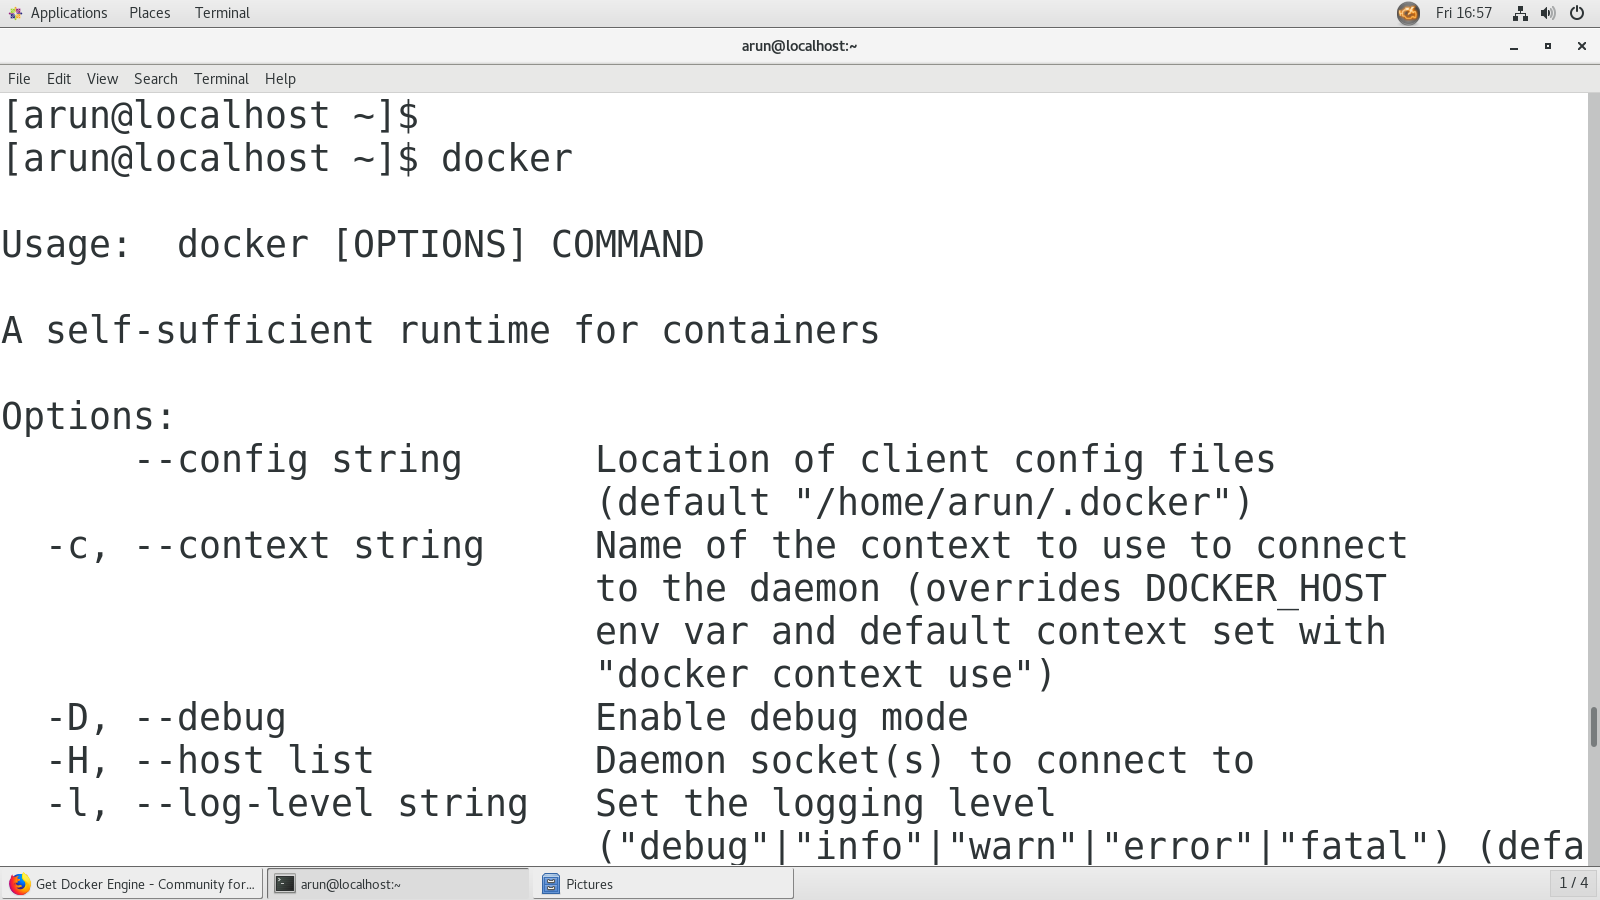 Applications Places Terminal Fri 16:57
arun@localhost:~
File Edit View Search Terminal Help
[arun@localhost ~]$
[arun@localhost ~]$ docker
Usage:  docker [OPTIONS] COMMAND
A self-sufficient runtime for containers
Options:
      --config string      Location of client config files
                           (default "/home/arun/.docker")
  -c, --context string     Name of the context to use to connect
                           to the daemon (overrides DOCKER_HOST
                           env var and default context set with
                           "docker context use")
  -D, --debug              Enable debug mode
  -H, --host list          Daemon socket(s) to connect to
  -l, --log-level string   Set the logging level
                           ("debug"|"info"|"warn"|"error"|"fatal") (defa
Get Docker Engine - Community for... arun@localhost:~ Pictures 1 / 4